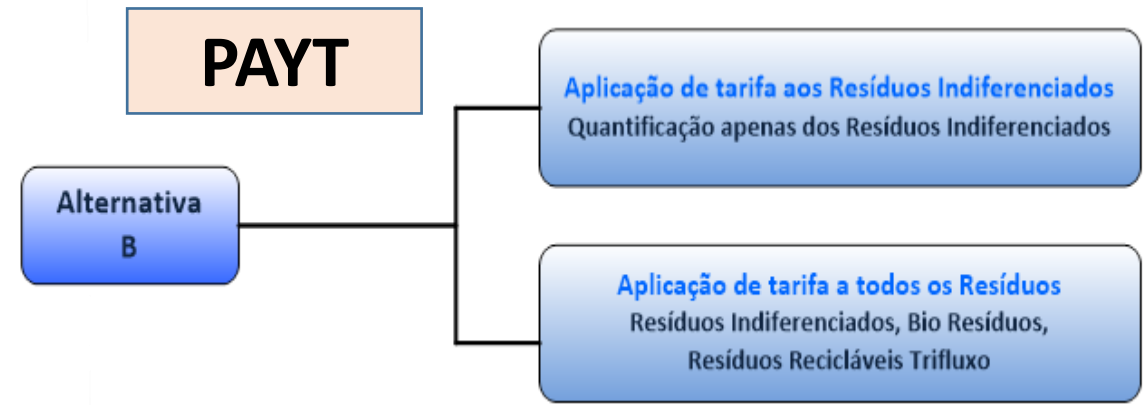 PAYT
Aplicação de tarifa aos Resíduos Indiferenciados
Quantificação apenas dos Resíduos Indiferenciados
Alternativa
B
Aplicação de tarifa a todos os Resíduos
Resíduos Indiferenciados, Bio Resíduos,
Resíduos Recicláveis Trifluxo